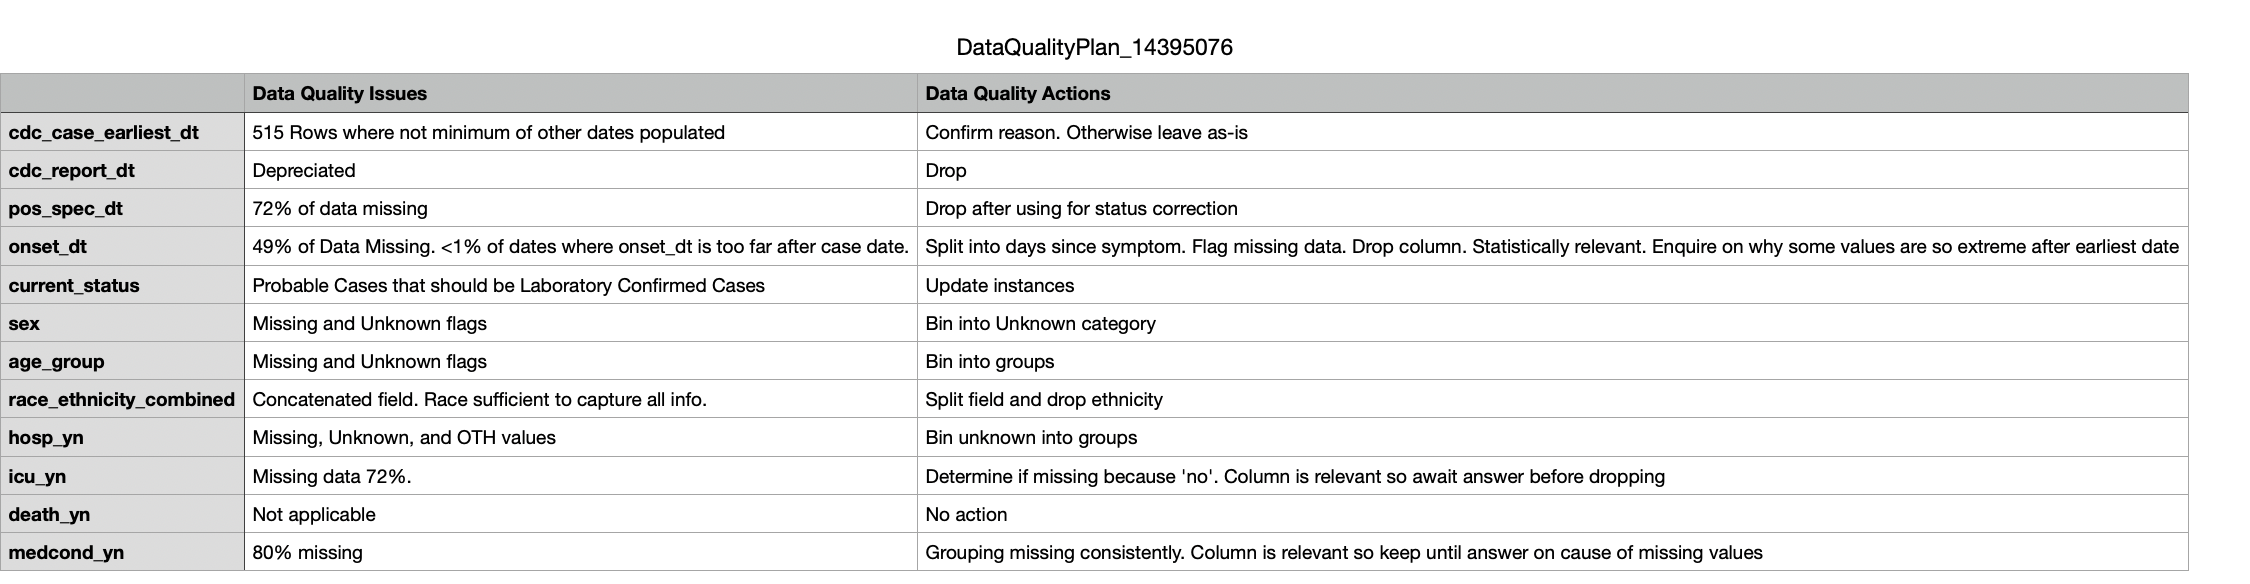 DataQualityPlan_14395076
Data Quality Issues Data Quality Actions
cdc_case_earliest_dt 515 Rows where not minimum of other dates populated Confirm reason. Otherwise leave as-is
cdc_report_dt Depreciated Drop
pos_spec_dt 72% of data missing Drop after using for status correction
onset_dt 49% of Data Missing. <1% of dates where onset_dt is too far after case date. Split into days since symptom. Flag missing data. Drop column. Statistically relevant. Enquire on why some values are so extreme after earliest date
current_status Probable Cases that should be Laboratory Confirmed Cases Update instances
sex Missing and Unknown flags Bin into Unknown category
age_group Missing and Unknown flags Bin into groups
race_ethnicity_combined Concatenated field. Race sufficient to capture all info. Split field and drop ethnicity
hosp_yn Missing, Unknown, and OTH values Bin unknown into groups
icu_yn Missing data 72%. Determine if missing because 'no'. Column is relevant so await answer before dropping
death_yn Not applicable No action
medcond_yn 80% missing Grouping missing consistently. Column is relevant so keep until answer on cause of missing values